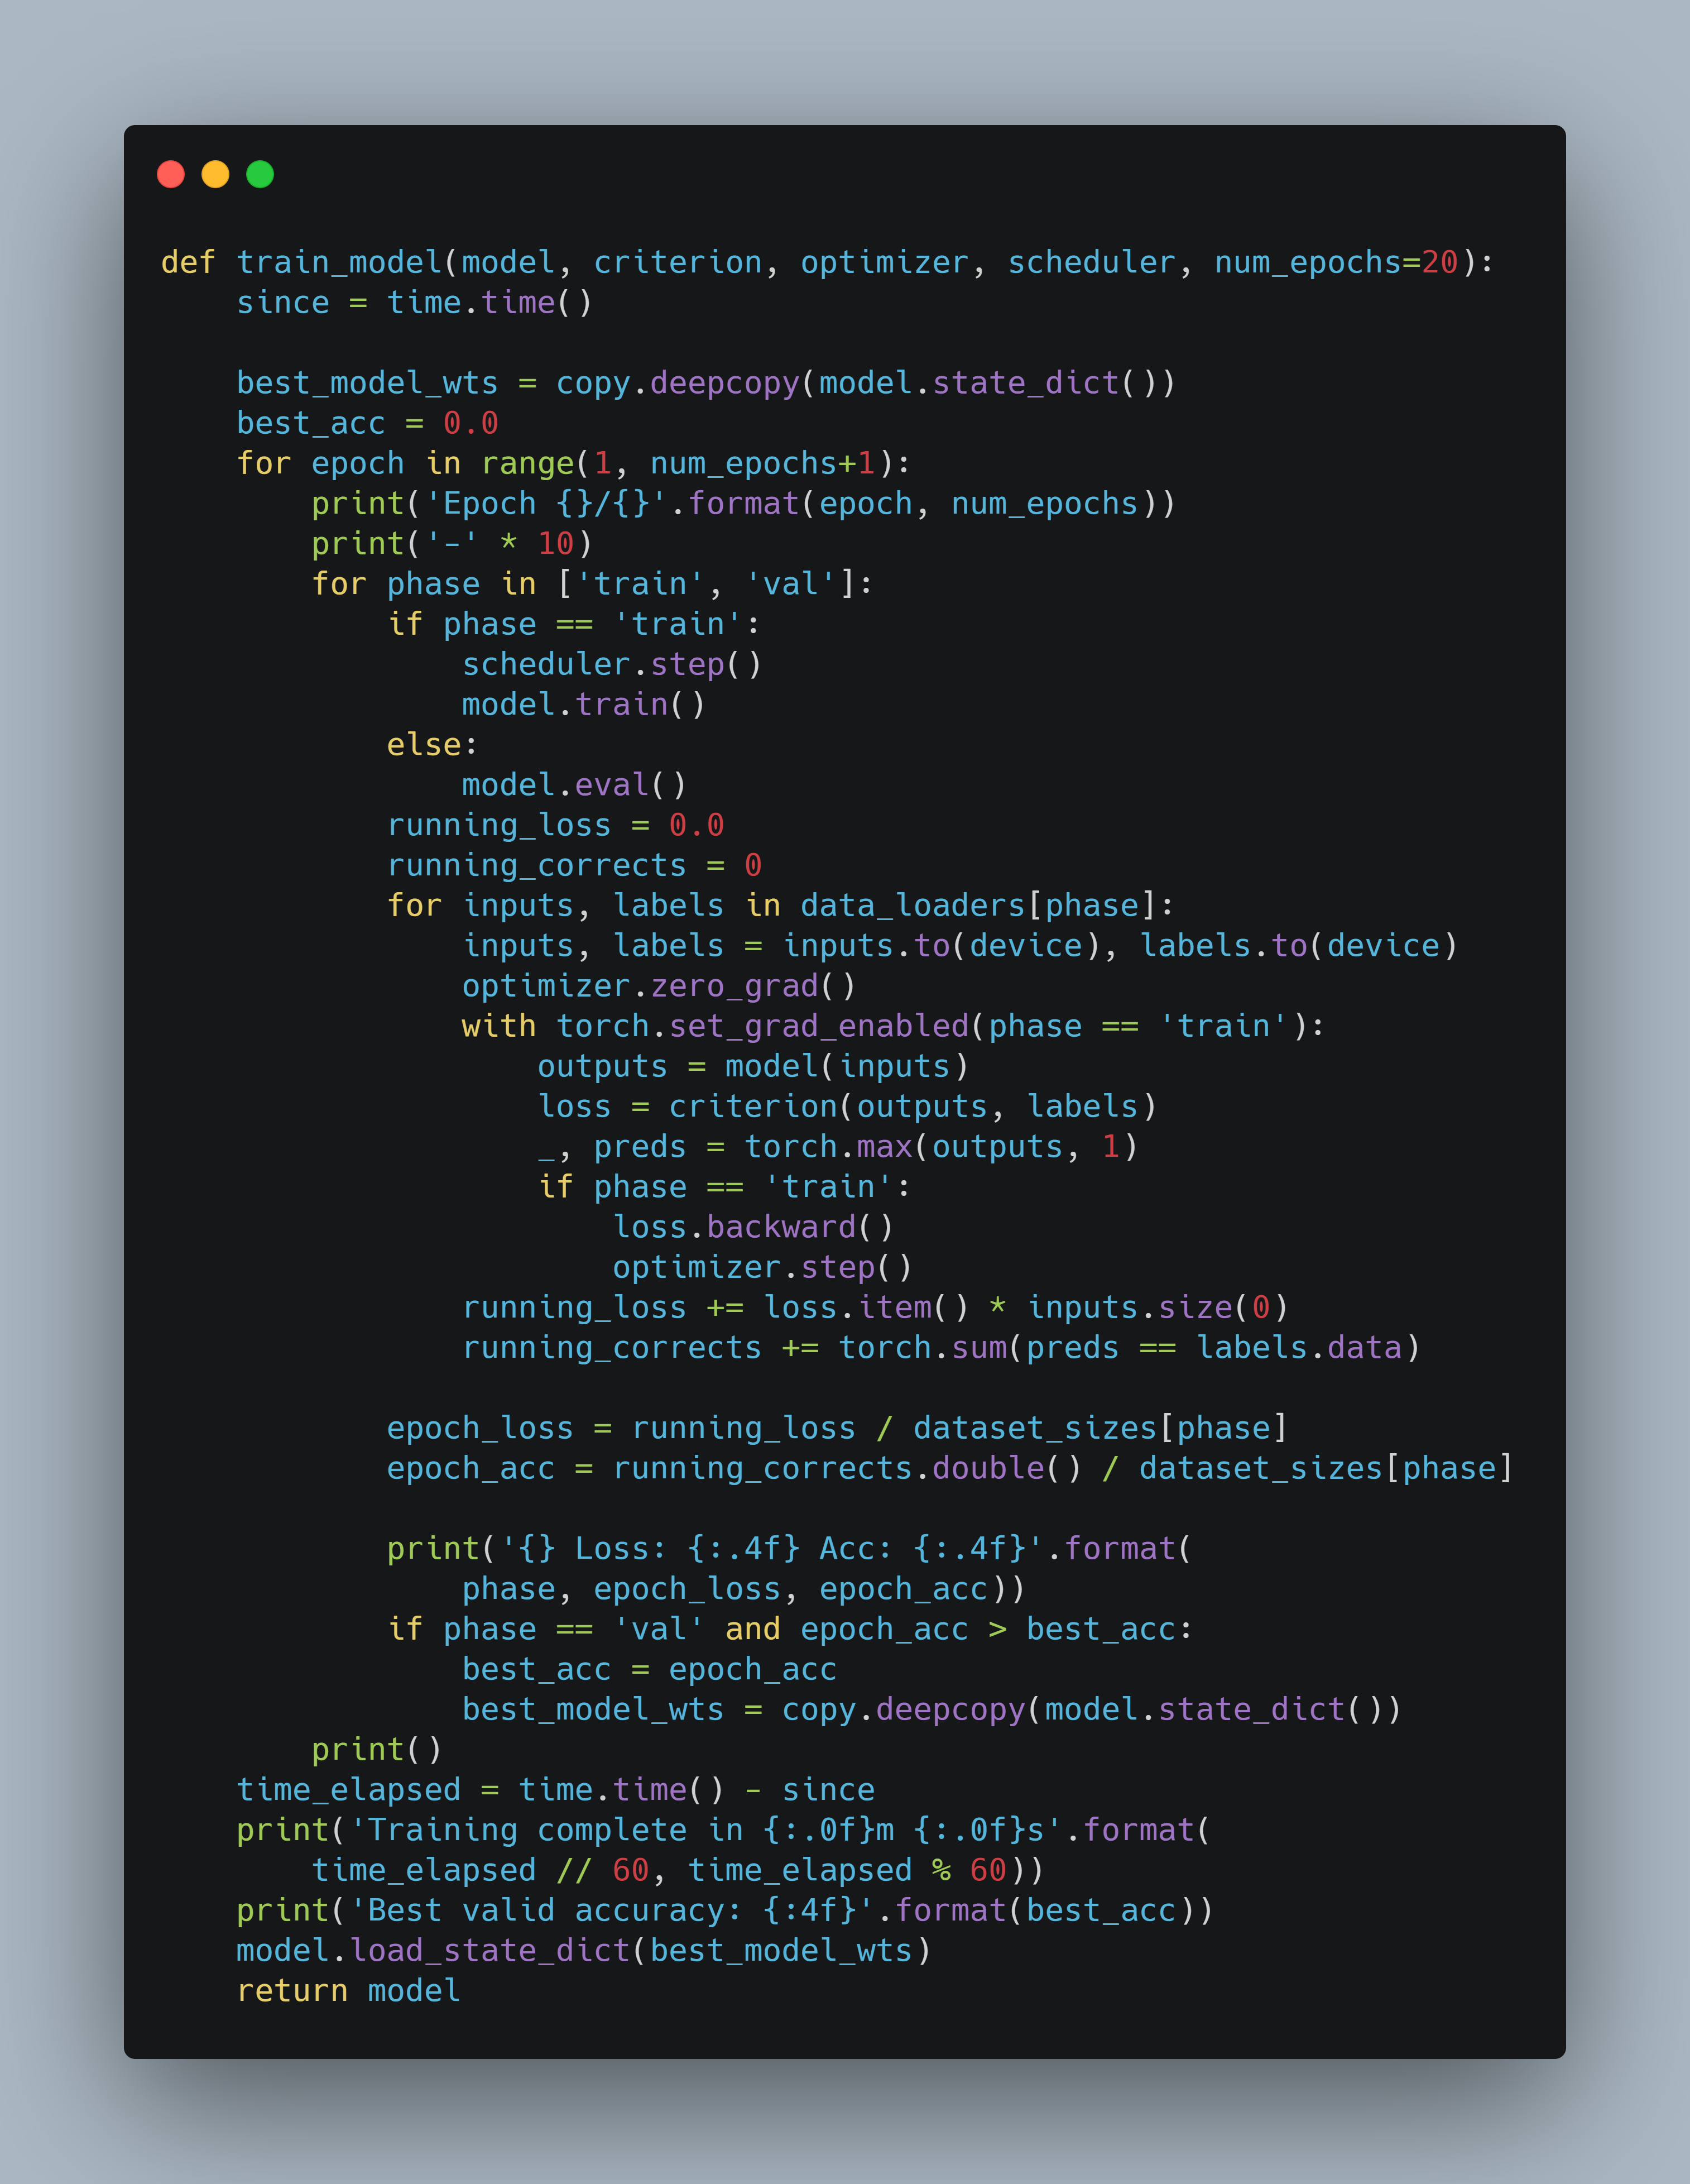 def train_model(model, criterion, optimizer, scheduler, num_epochs=20):
    since = time.time()

    best_model_wts = copy.deepcopy(model.state_dict())
    best_acc = 0.0
    for epoch in range(1, num_epochs+1):
        print('Epoch {}/{}'.format(epoch, num_epochs))
        print('-' * 10)
        for phase in ['train', 'val']:
            if phase == 'train':
                scheduler.step()
                model.train()
            else:
                model.eval()
            running_loss = 0.0
            running_corrects = 0
            for inputs, labels in data_loaders[phase]:
                inputs, labels = inputs.to(device), labels.to(device)
                optimizer.zero_grad()
                with torch.set_grad_enabled(phase == 'train'):
                    outputs = model(inputs)
                    loss = criterion(outputs, labels)
                    _, preds = torch.max(outputs, 1)
                    if phase == 'train':
                        loss.backward()
                        optimizer.step()
                running_loss += loss.item() * inputs.size(0)
                running_corrects += torch.sum(preds == labels.data)

            epoch_loss = running_loss / dataset_sizes[phase]
            epoch_acc = running_corrects.double() / dataset_sizes[phase]

            print('{} Loss: {:.4f} Acc: {:.4f}'.format(
                phase, epoch_loss, epoch_acc))
            if phase == 'val' and epoch_acc > best_acc:
                best_acc = epoch_acc
                best_model_wts = copy.deepcopy(model.state_dict())
        print()
    time_elapsed = time.time() - since
    print('Training complete in {:.0f}m {:.0f}s'.format(
        time_elapsed // 60, time_elapsed % 60))
    print('Best valid accuracy: {:4f}'.format(best_acc))
    model.load_state_dict(best_model_wts)
    return model